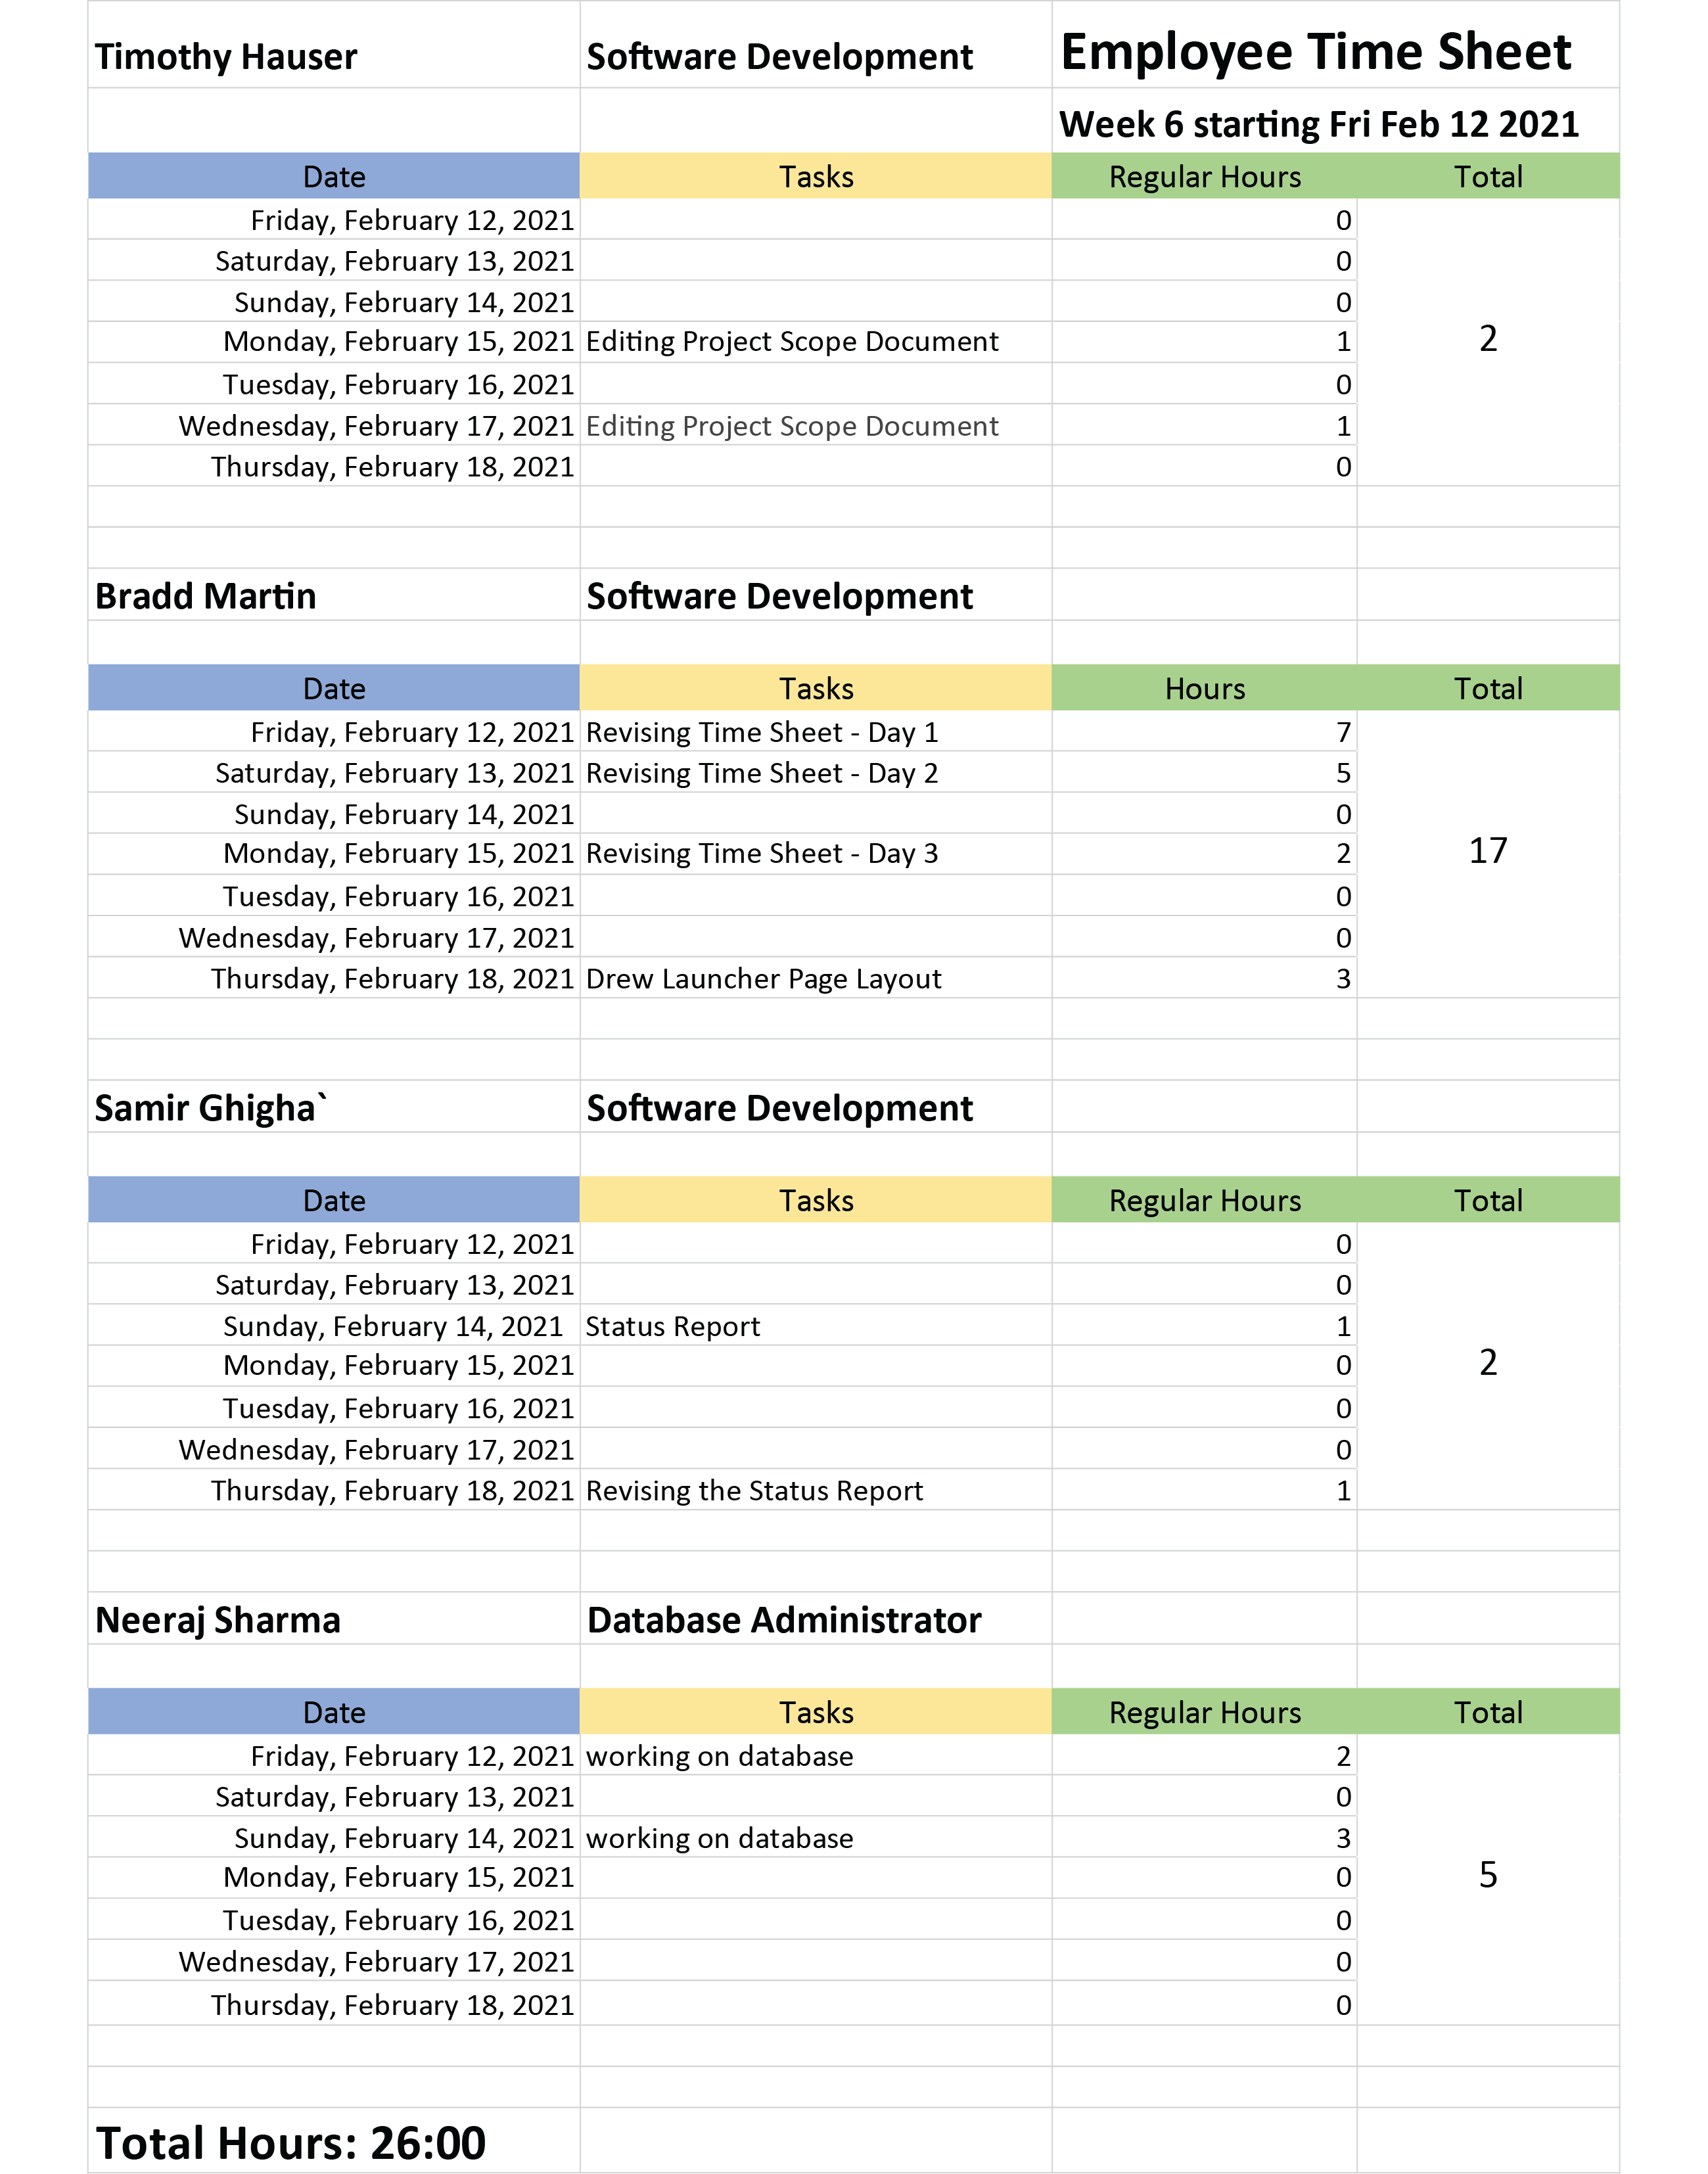 Timothy Hauser Software Development Employee Time Sheet
Week 6 starting Fri Feb 12 2021
Date Tasks Regular Hours Total
Friday, February 12, 2021 0
Saturday, February 13, 2021 0
Sunday, February 14, 2021 0
Monday, February 15, 2021 Editing Project Scope Document 1 2
Tuesday, February 16, 2021 0
Wednesday, February 17, 2021 Editing Project Scope Document 1
Thursday, February 18, 2021 0
Bradd Martin Software Development
Date Tasks Hours Total
Friday, February 12, 2021 Revising Time Sheet - Day 1 7
Saturday, February 13, 2021 Revising Time Sheet - Day 2 5
Sunday, February 14, 2021 0
Monday, February 15, 2021 Revising Time Sheet - Day 3 2 17
Tuesday, February 16, 2021 0
Wednesday, February 17, 2021 0
Thursday, February 18, 2021 Drew Launcher Page Layout 3
Samir Ghigha` Software Development
Date Tasks Regular Hours Total
Friday, February 12, 2021 0
Saturday, February 13, 2021 0
Sunday, February 14, 2021 Status Report 1
Monday, February 15, 2021 0 2
Tuesday, February 16, 2021 0
Wednesday, February 17, 2021 0
Thursday, February 18, 2021 Revising the Status Report 1
Neeraj Sharma Database Administrator
Date Tasks Regular Hours Total
Friday, February 12, 2021 working on database 2
Saturday, February 13, 2021 0
Sunday, February 14, 2021 working on database 3
Monday, February 15, 2021 0 5
Tuesday, February 16, 2021 0
Wednesday, February 17, 2021 0
Thursday, February 18, 2021 0
Total Hours: 26:00